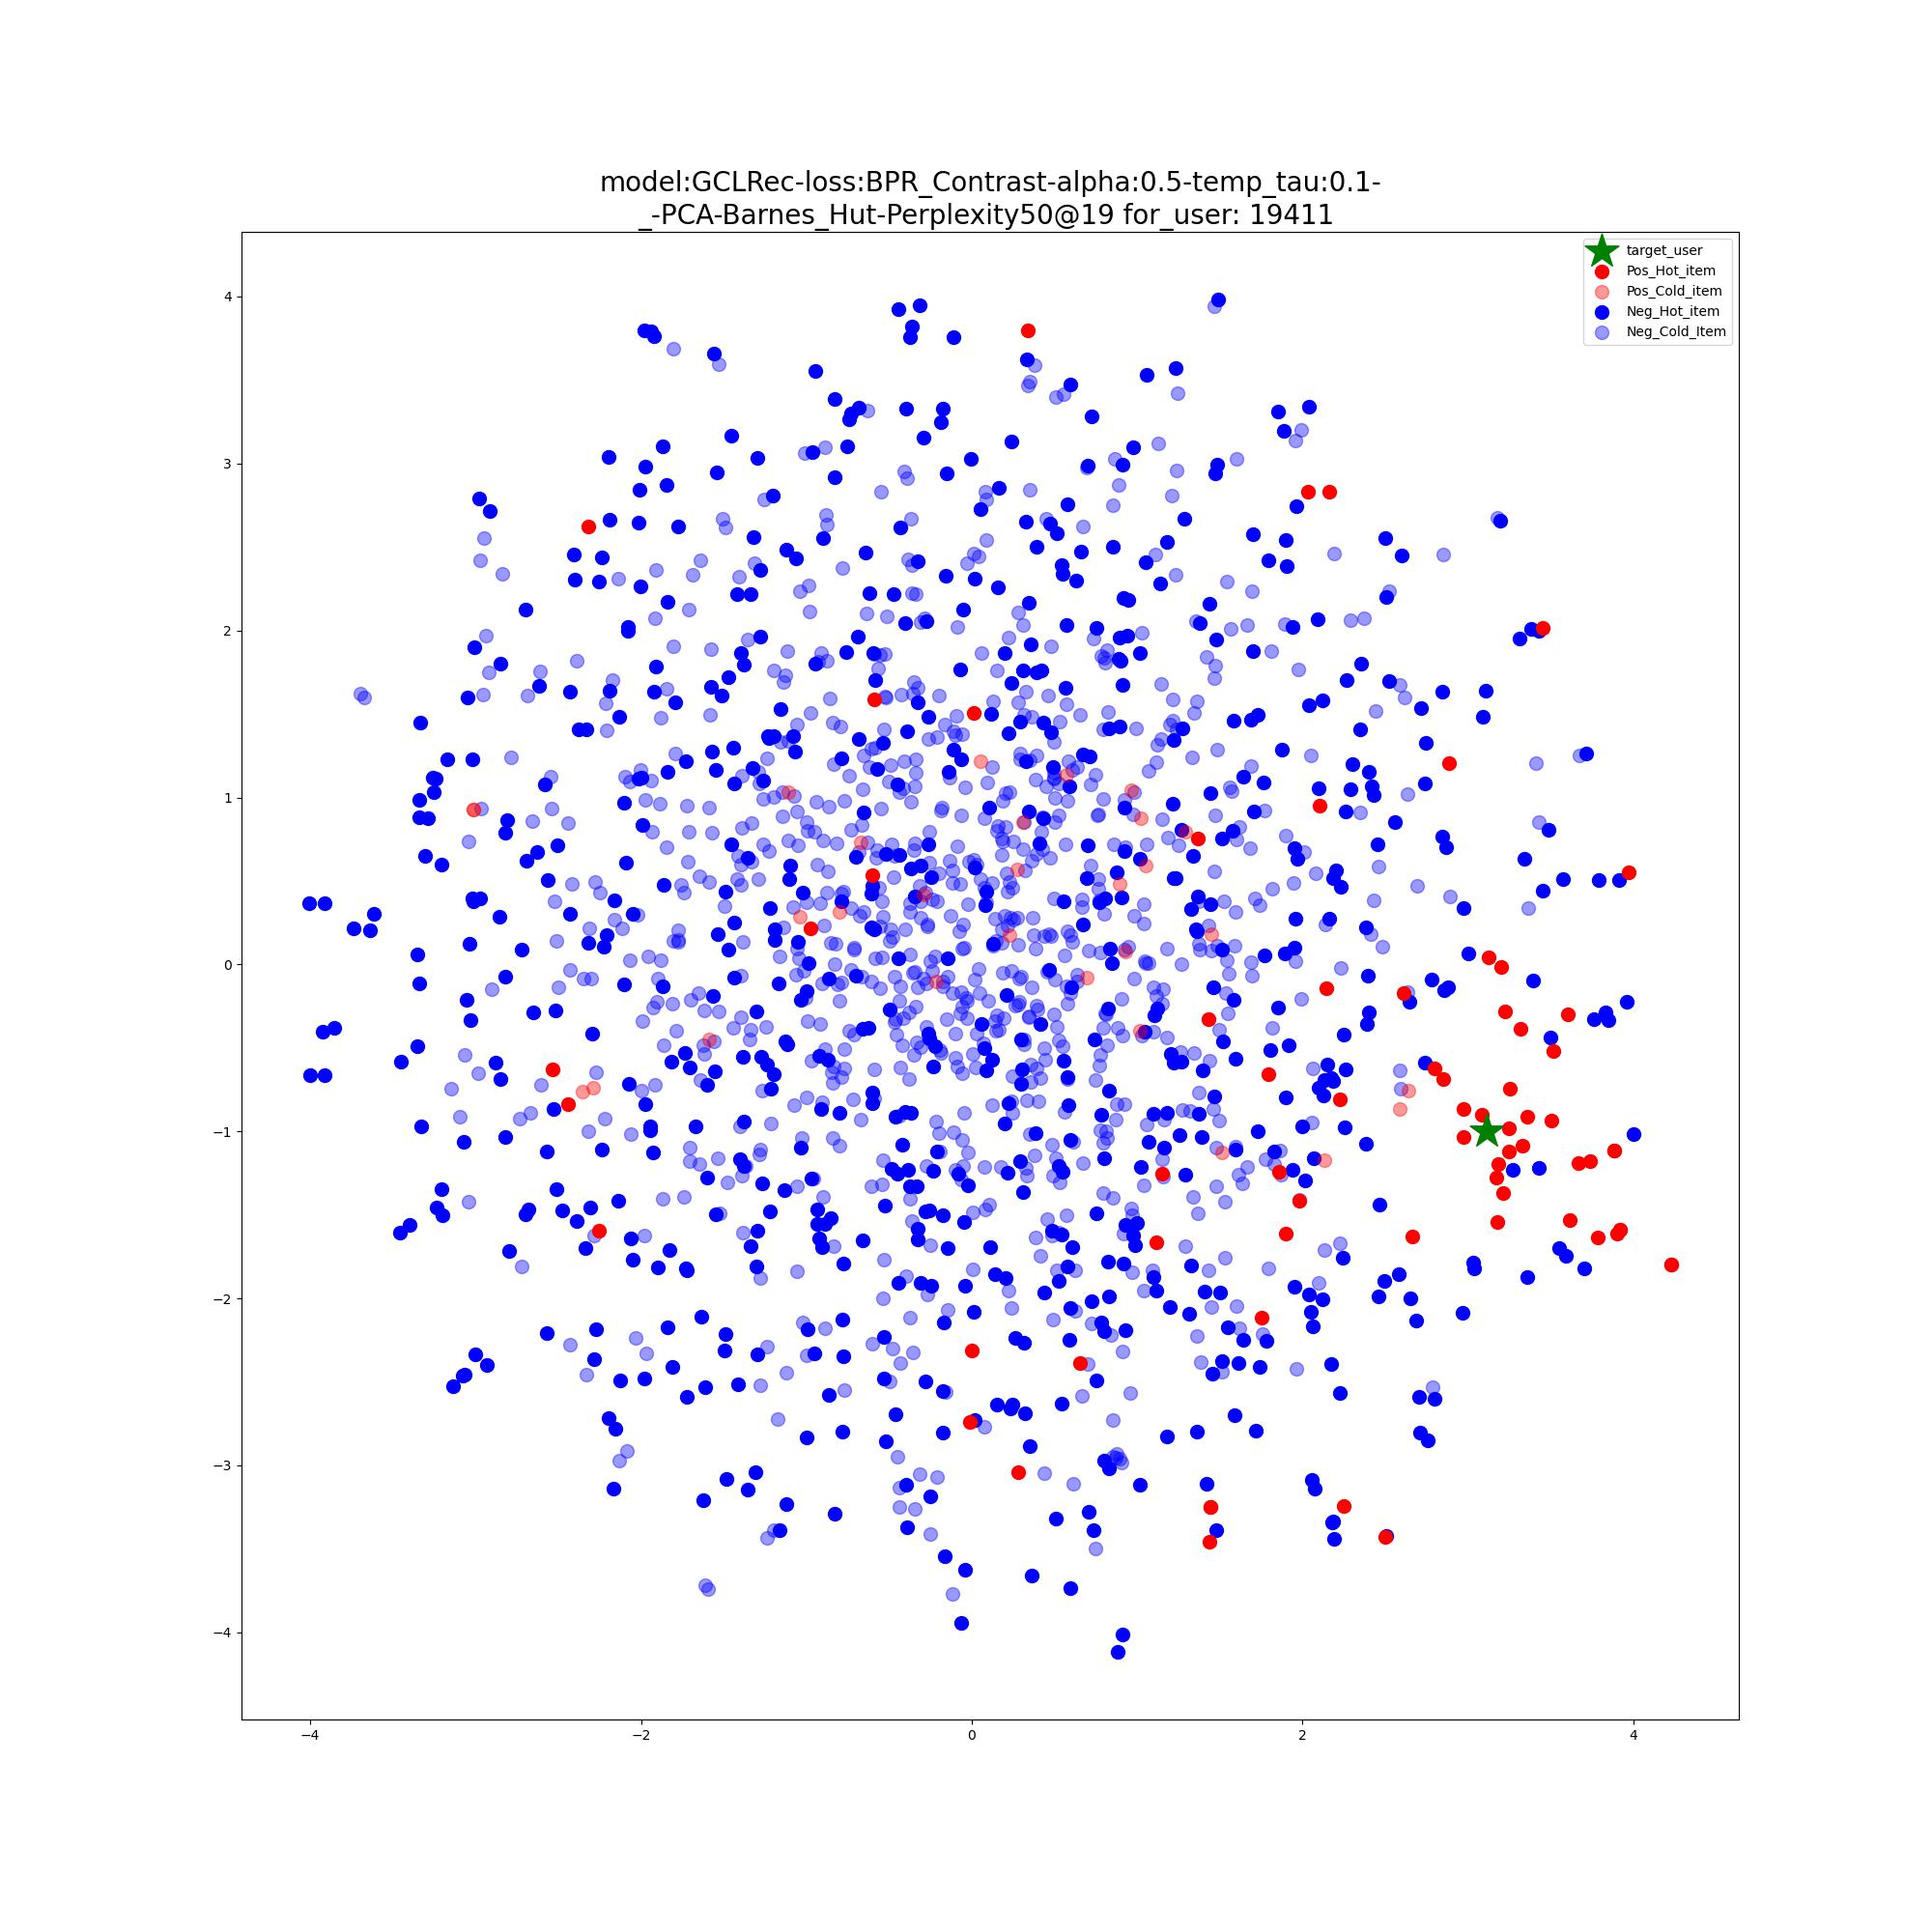 model:GCLRec-loss:BPR_Contrast-alpha:0.5-temp_tau:0.1-
_-PCA-Barnes_Hut-Perplexity50@19 for_user: 19411
target_user
Pos_Hot_item
Pos_Cold_item
Neg_Hot_item
Neg_Cold_Item
4
3
2
1
0
−1
−2
−3
−4
−4 −2 0 2 4